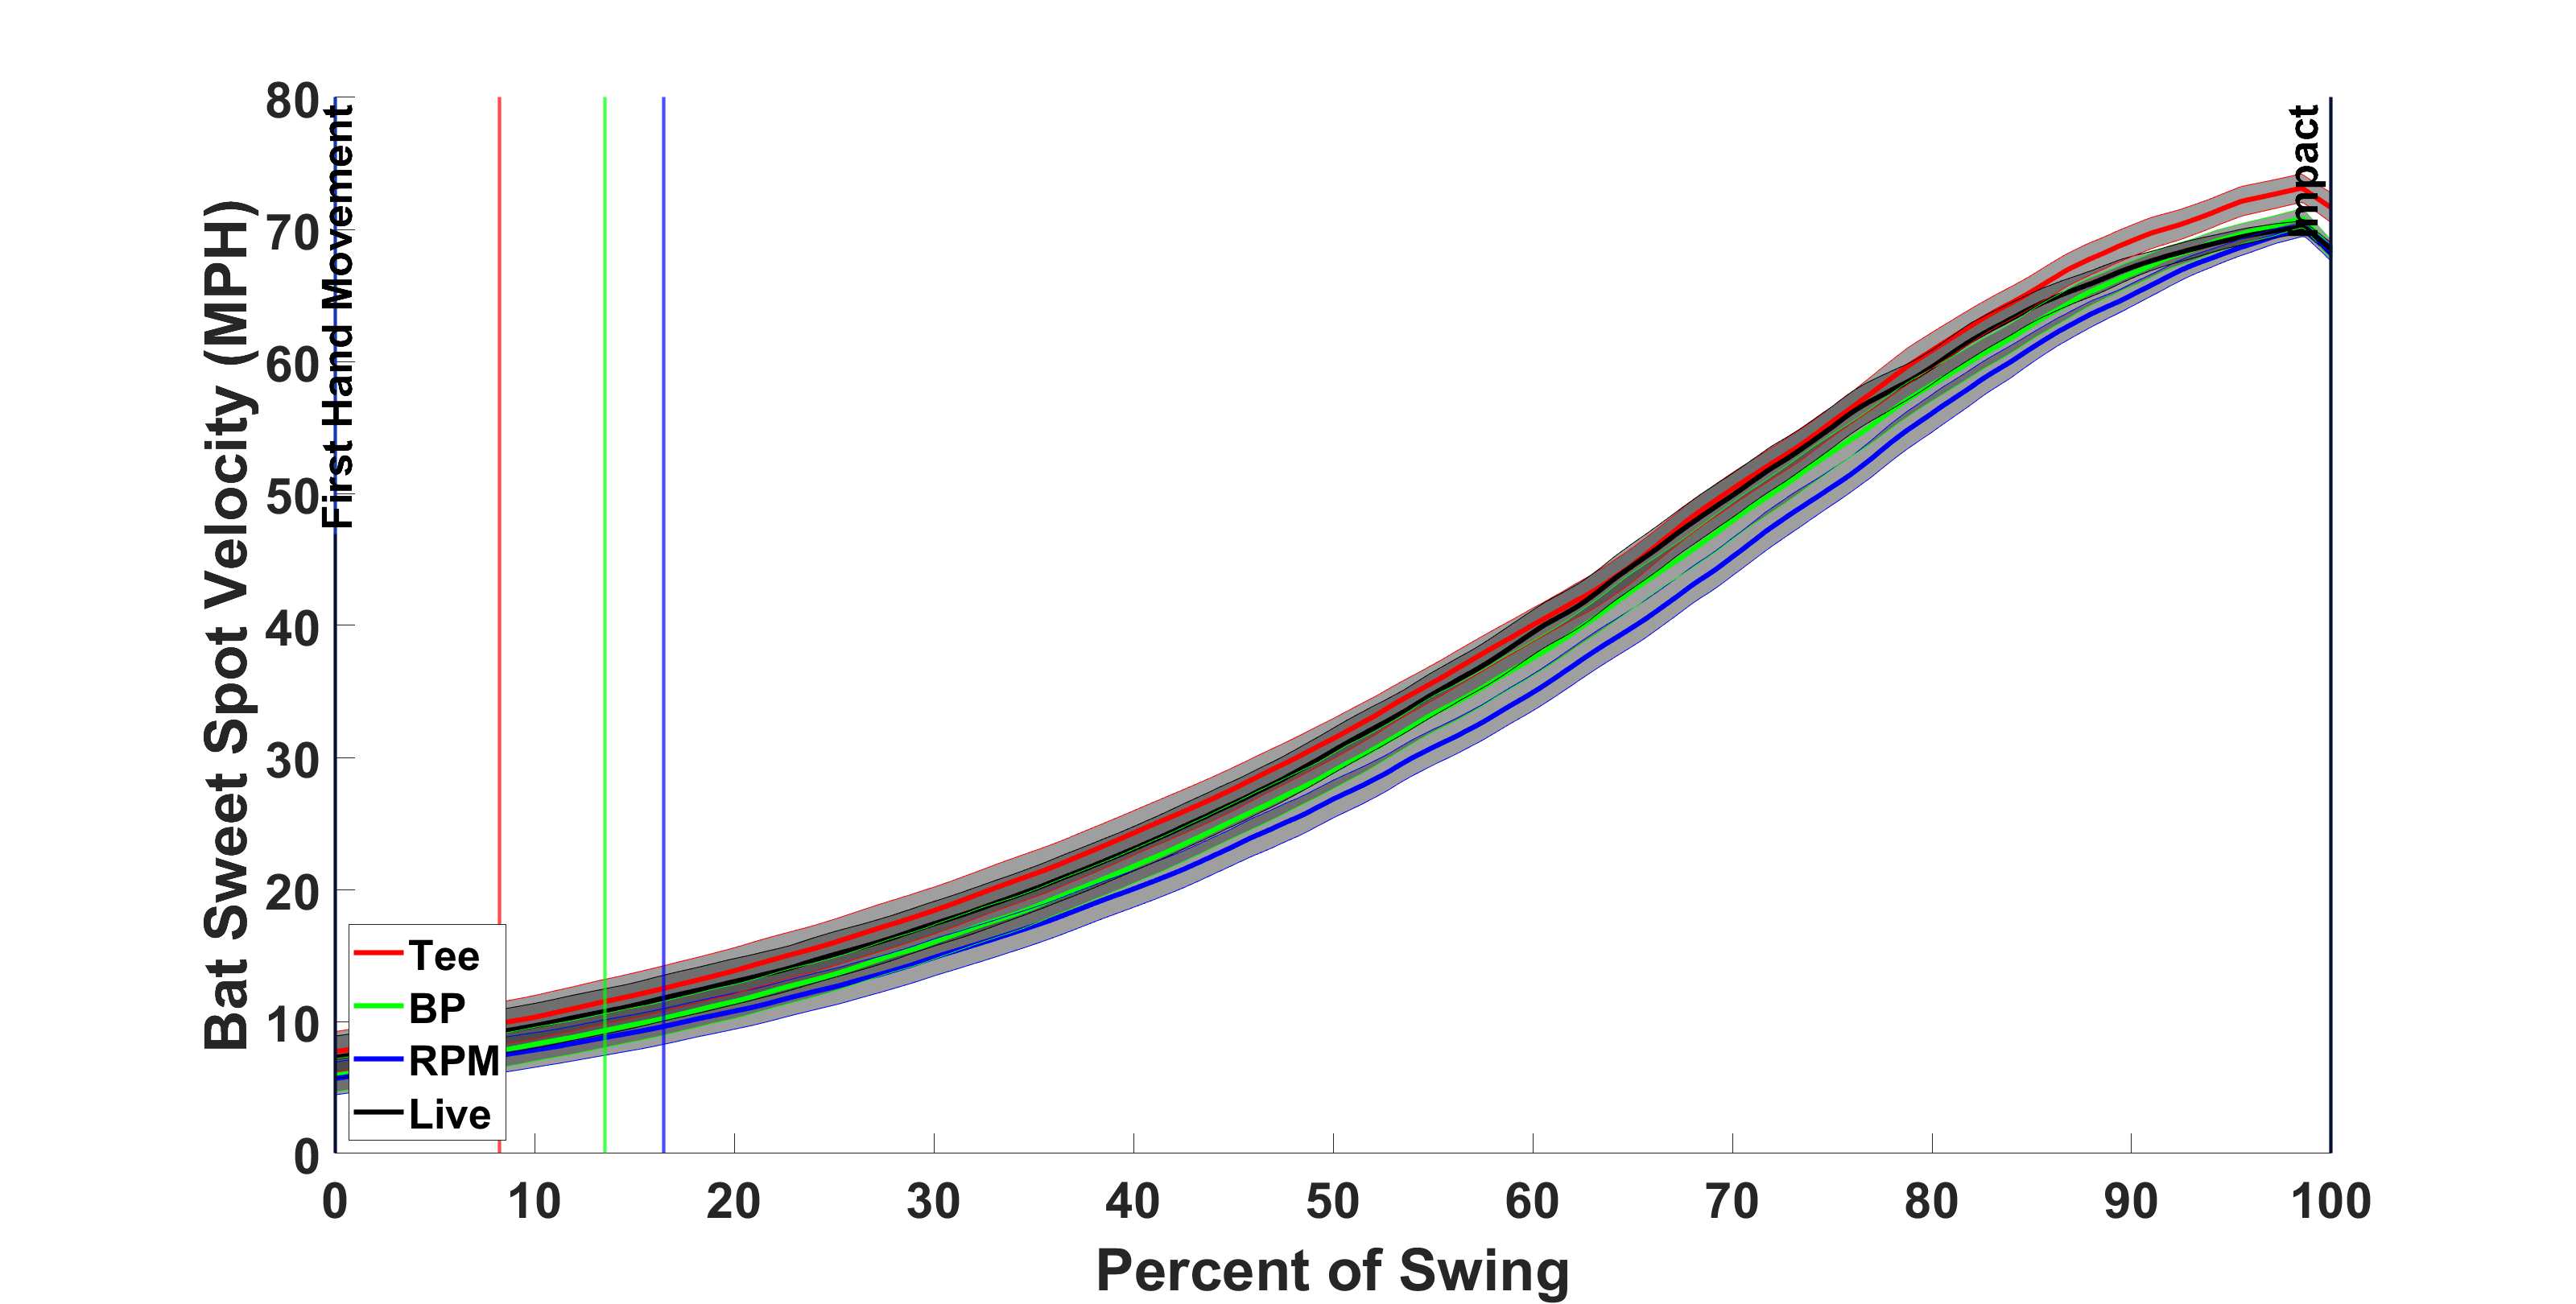 Bat Sweet Spot Velocity (MPH)
80
70
60
50
40
30
20
10
0
First Hand Movement
Impact
Tee
BP
RPM
Live
0 10 20 30 40 50 60 70 80 90 100
Percent of Swing